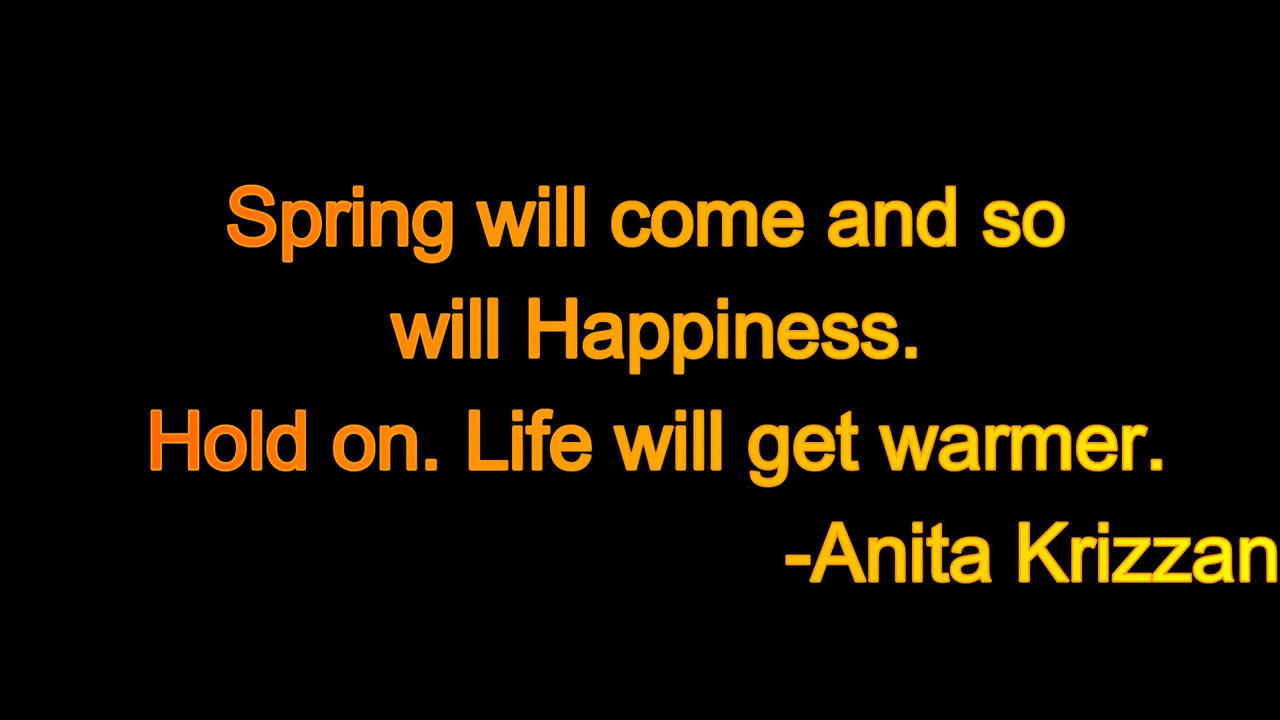 Spring will come and so
will Happiness.
Hold on. Life will get warmer.
-Anita Krizzan